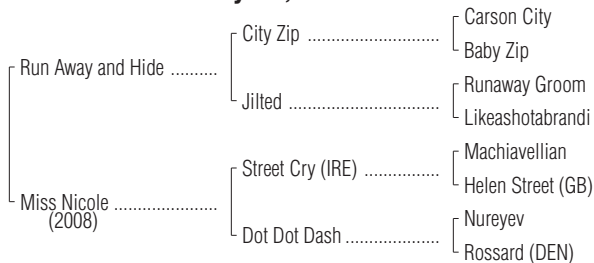 Carson City
City Zip ..................................
Baby Zip
Run Away and Hide ..........
Runaway Groom
Jilted ......................................
Likeashotabrandi
Machiavellian
Street Cry (IRE) .................
Helen Street (GB)
Miss Nicole .......................
(2008)
Nureyev
Dot Dot Dash .....................
Rossard (DEN)